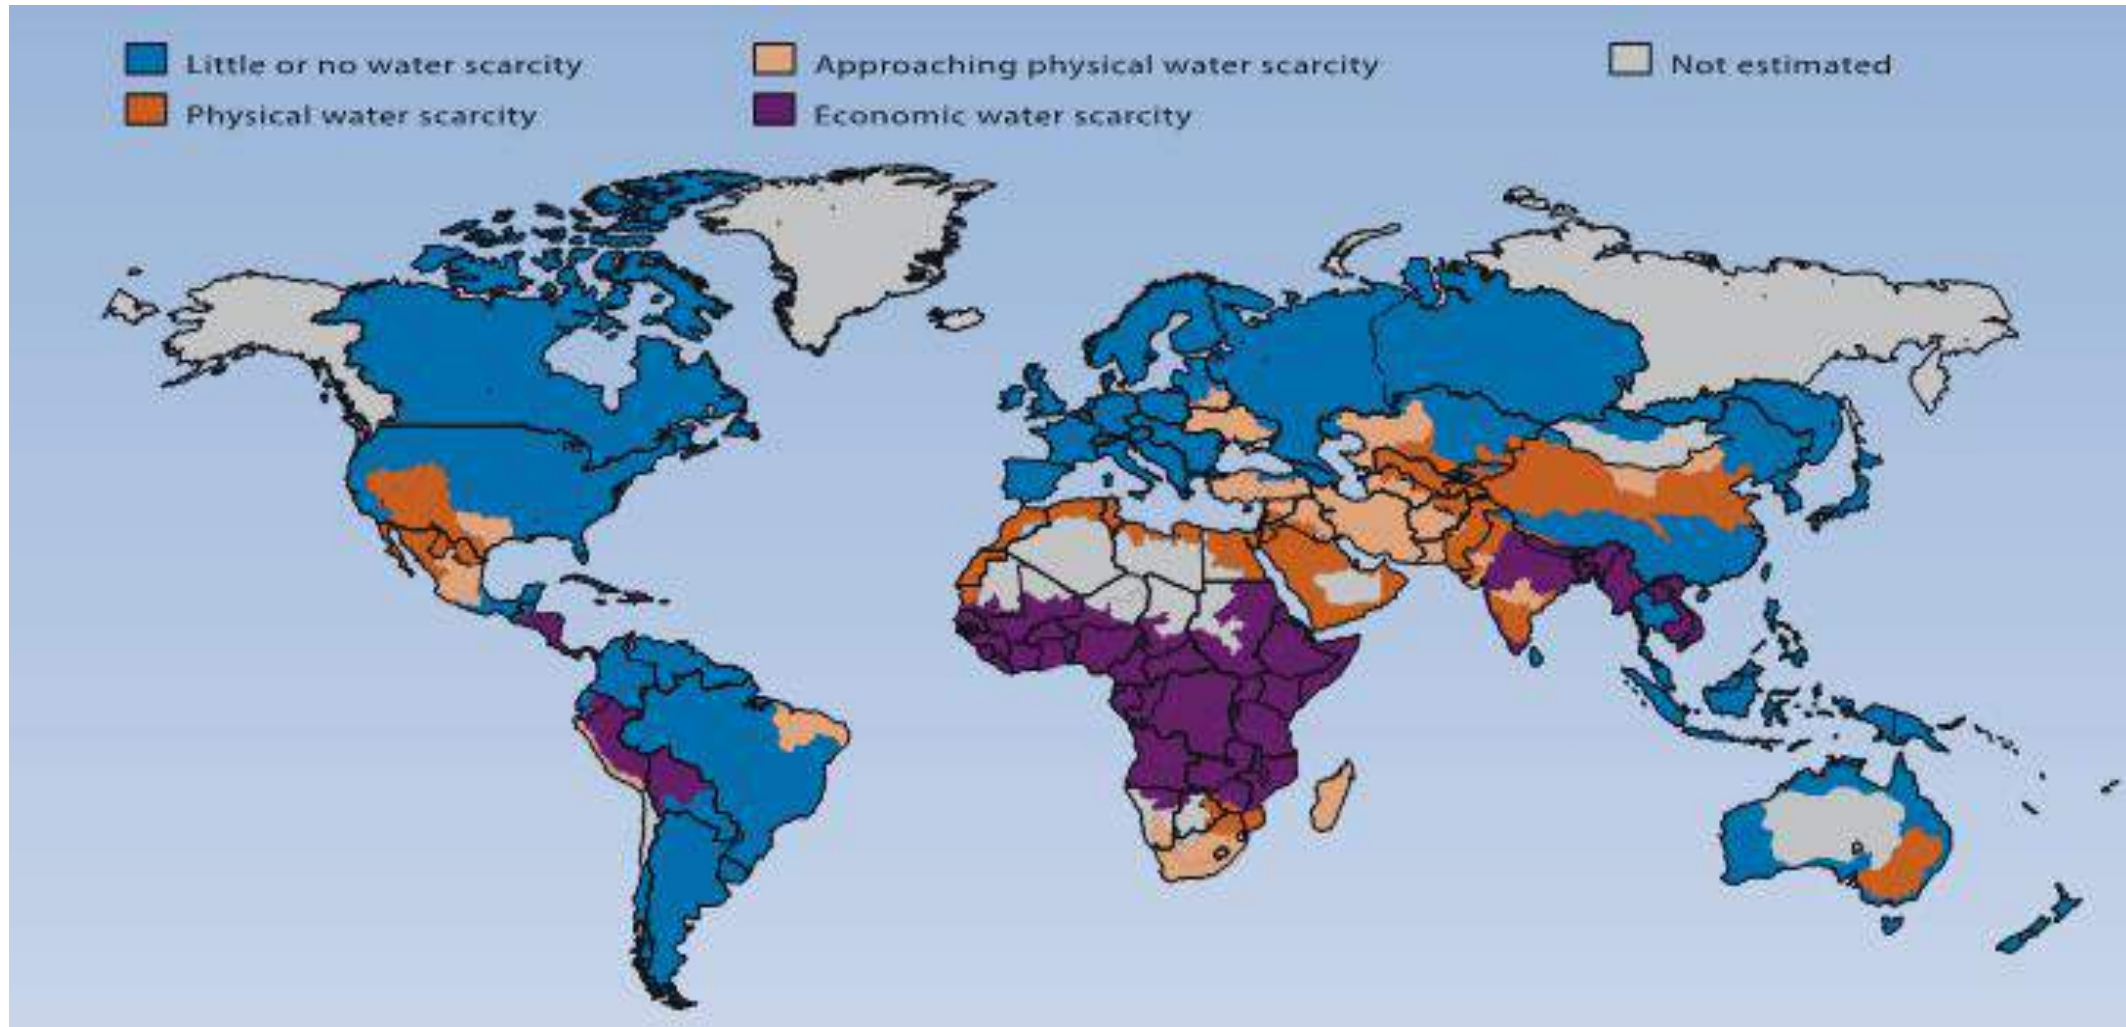 Little or no water scarcity
Approaching physical water scarcity
Not estimated
Physical water scarcity
Economic water scarcity